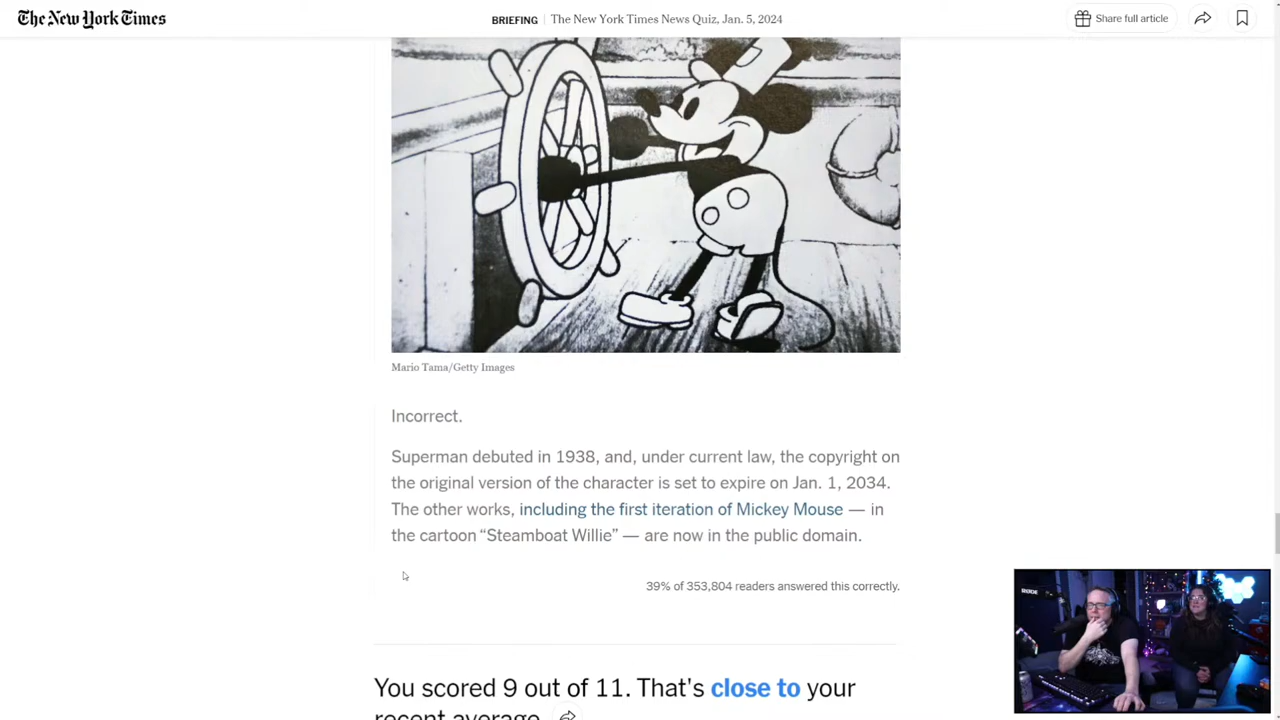 The New York Times
BRIEFING The New York Times News Quiz, Jan. 5, 2024
Share full article
Mario Tama/Getty Images
Incorrect.
Superman debuted in 1938, and, under current law, the copyright on
the original version of the character is set to expire on Jan. 1, 2034.
The other works, including the first iteration of Mickey Mouse — in
the cartoon “Steamboat Willie” — are now in the public domain.
39% of 353,804 readers answered this correctly.
You scored 9 out of 11. That's close to your
recent average.
RODE